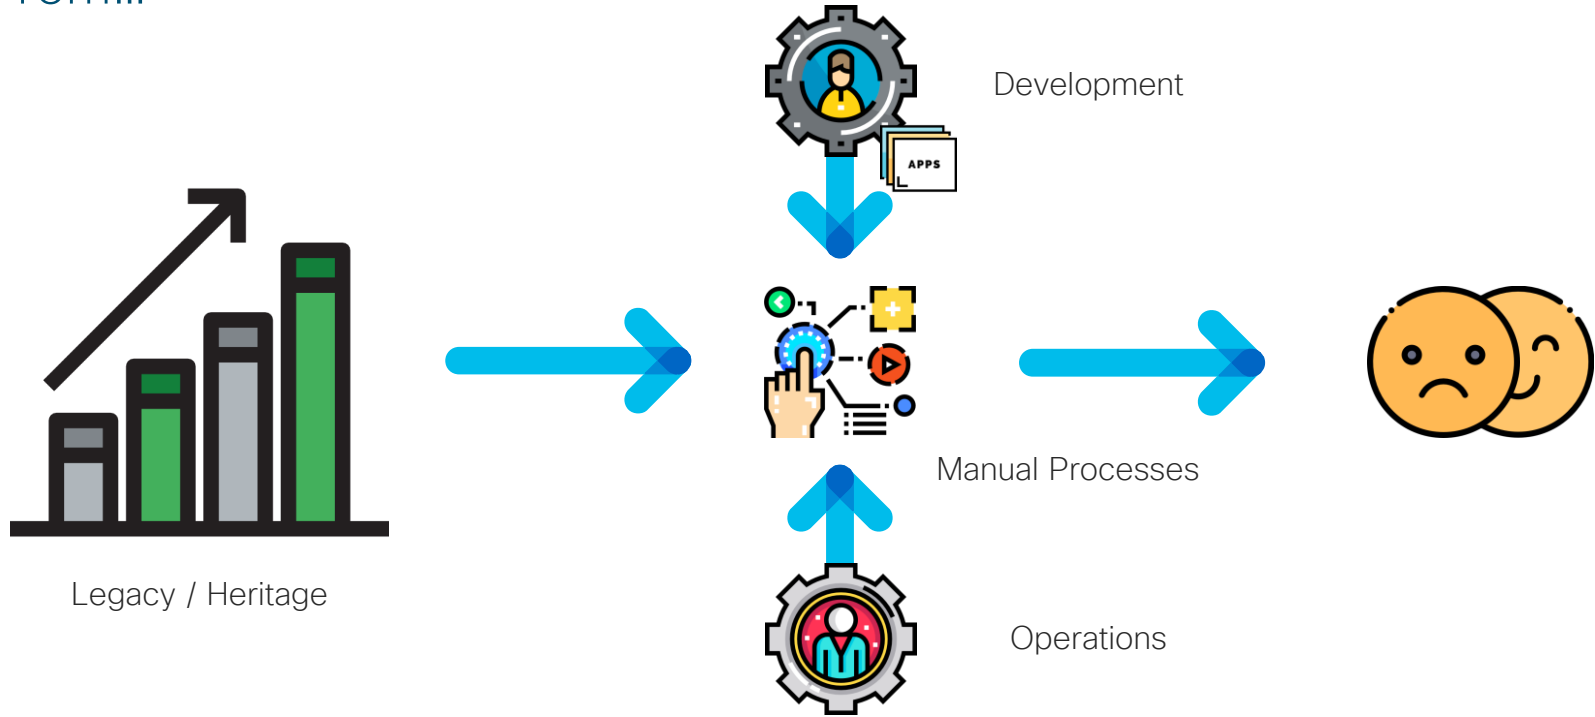 Development
APPS
Manual Processes
Legacy / Heritage
Operations